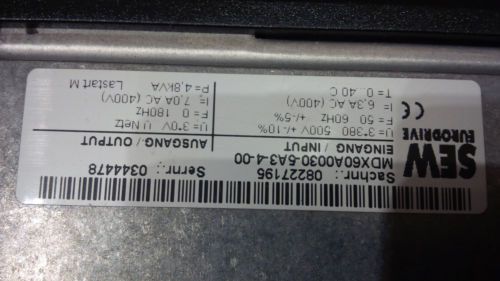 SEW
EURODRIVE
CE
Sachnr.: 08227195 Sernr.: 0344478
MDX60A0030-5A3-4-00
EINGANG / INPUT
U= 3*380 500V +/-10%
F= 50 60Hz +/- 5%
I= 6,3A AC (400V)
T= 0...40 C
AUSGANG / OUTPUT
U= 3*0V U Netz
F= 0 180Hz
I= 7,0A AC (400V)
P= 4,8KVA Lastart M